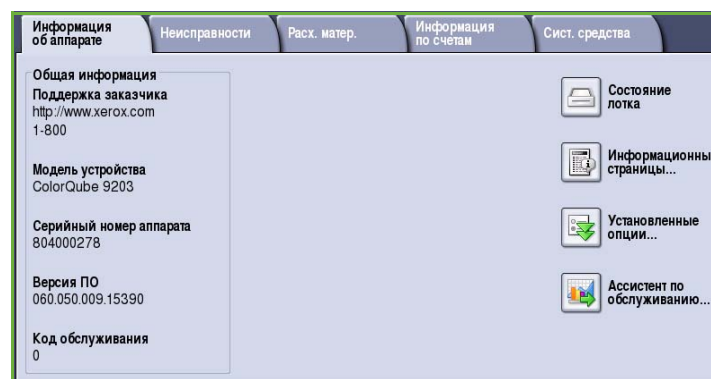 Информация
об аппарате
Неисправности
Расх. матер.
Информация
по счетам
Сист. средства
Общая информация
Поддержка заказчика
http://www.xerox.com
1-800
Модель устройства
ColorQube 9203
Серийный номер аппарата
804000278
Версия ПО
060.050.009.15390
Код обслуживания
0
Состояние
лотка
Информационны
страницы...
Установленные
опции...
Ассистент по
обслуживанию...